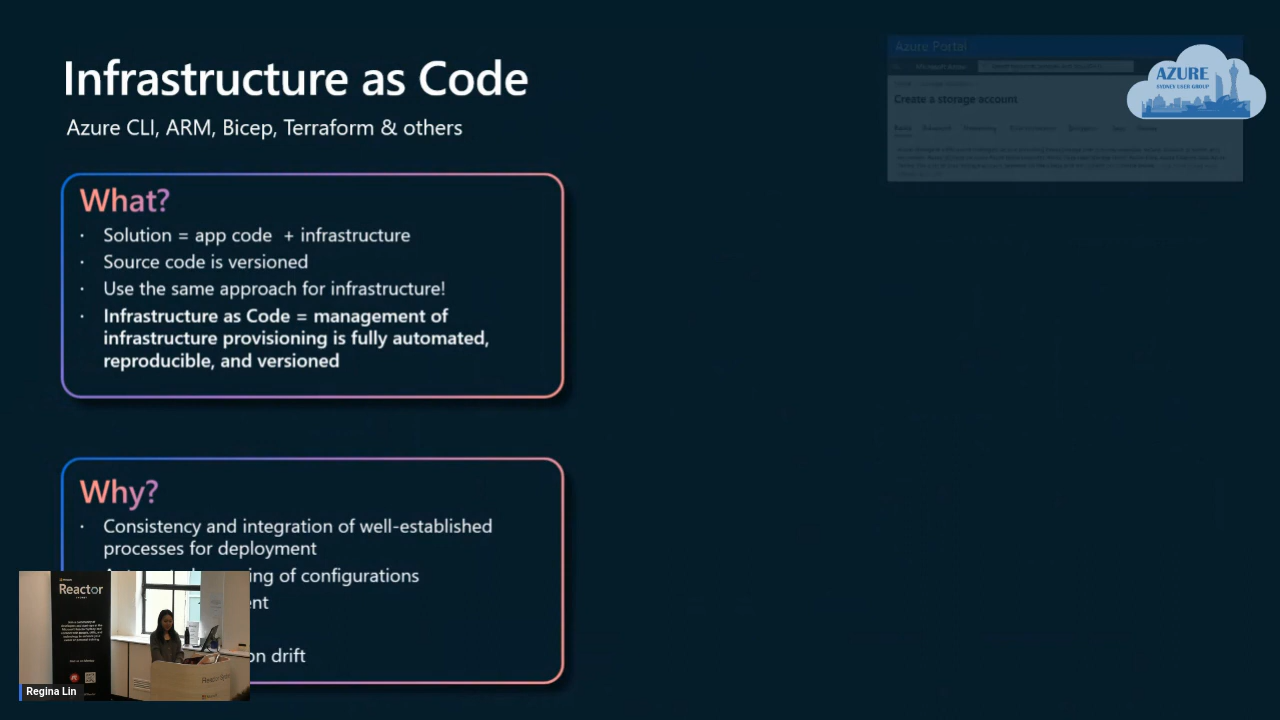 Infrastructure as Code
Azure CLI, ARM, Bicep, Terraform & others
Azure Portal
Create a storage account
AZURE
SYDNEY USER GROUP
What?
· Solution = app code + infrastructure
· Source code is versioned
· Use the same approach for infrastructure!
· Infrastructure as Code = management of
infrastructure provisioning is fully automated,
reproducible, and versioned
Why?
· Consistency and integration of well-established
processes for deployment
of configurations
drift
Reactor
Regina Lin